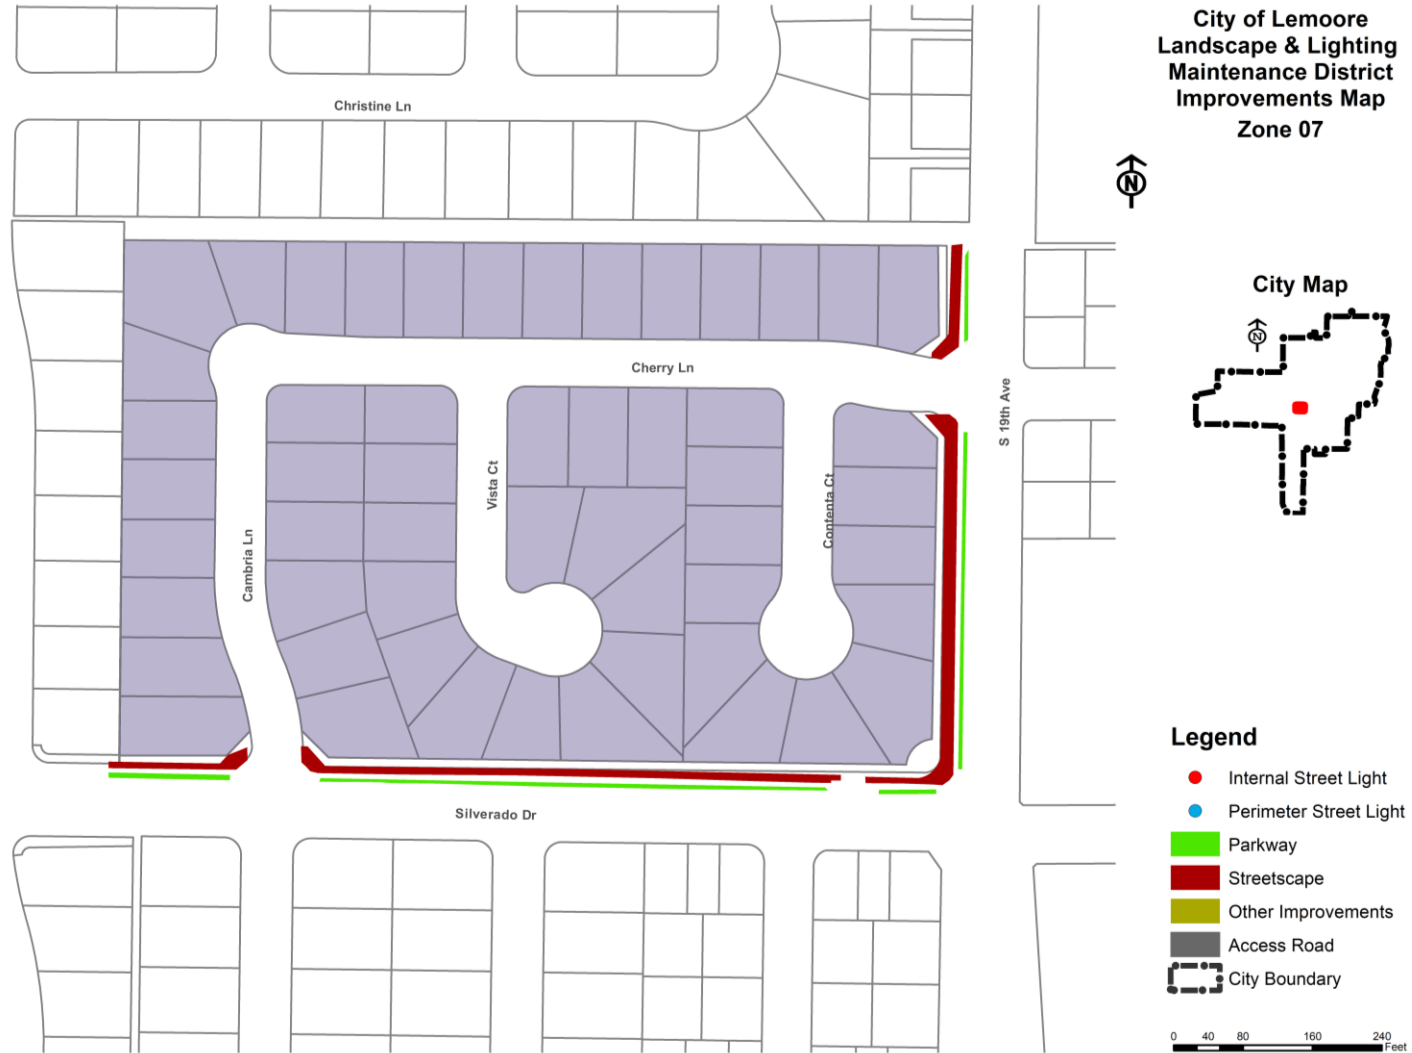 City of Lemoore
Landscape & Lighting
Maintenance District
Improvements Map
Zone 07
N
Christine Ln
City Map
N
Cherry Ln
S 19th Ave
Vista Ct
Contenta Ct
Cambria Ln
Silverado Dr
Legend
Internal Street Light
Perimeter Street Light
Parkway
Streetscape
Other Improvements
Access Road
City Boundary
0 40 80 160 240
Feet